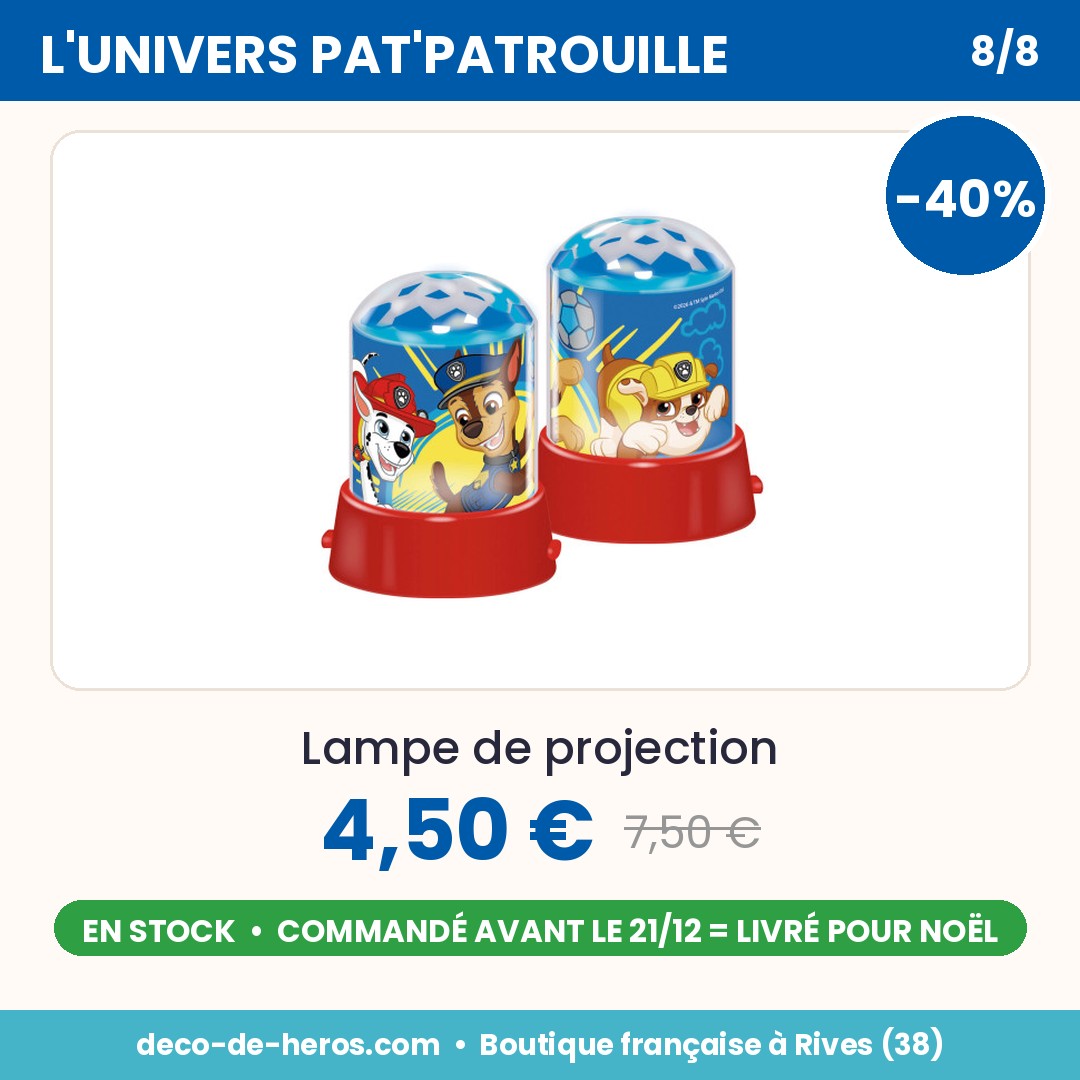 L'UNIVERS PAT'PATROUILLE
8/8
-40%
Lampe de projection
4,50 € 7,50 €
EN STOCK • COMMANDÉ AVANT LE 21/12 = LIVRÉ POUR NOËL
deco-de-heros.com • Boutique française à Rives (38)